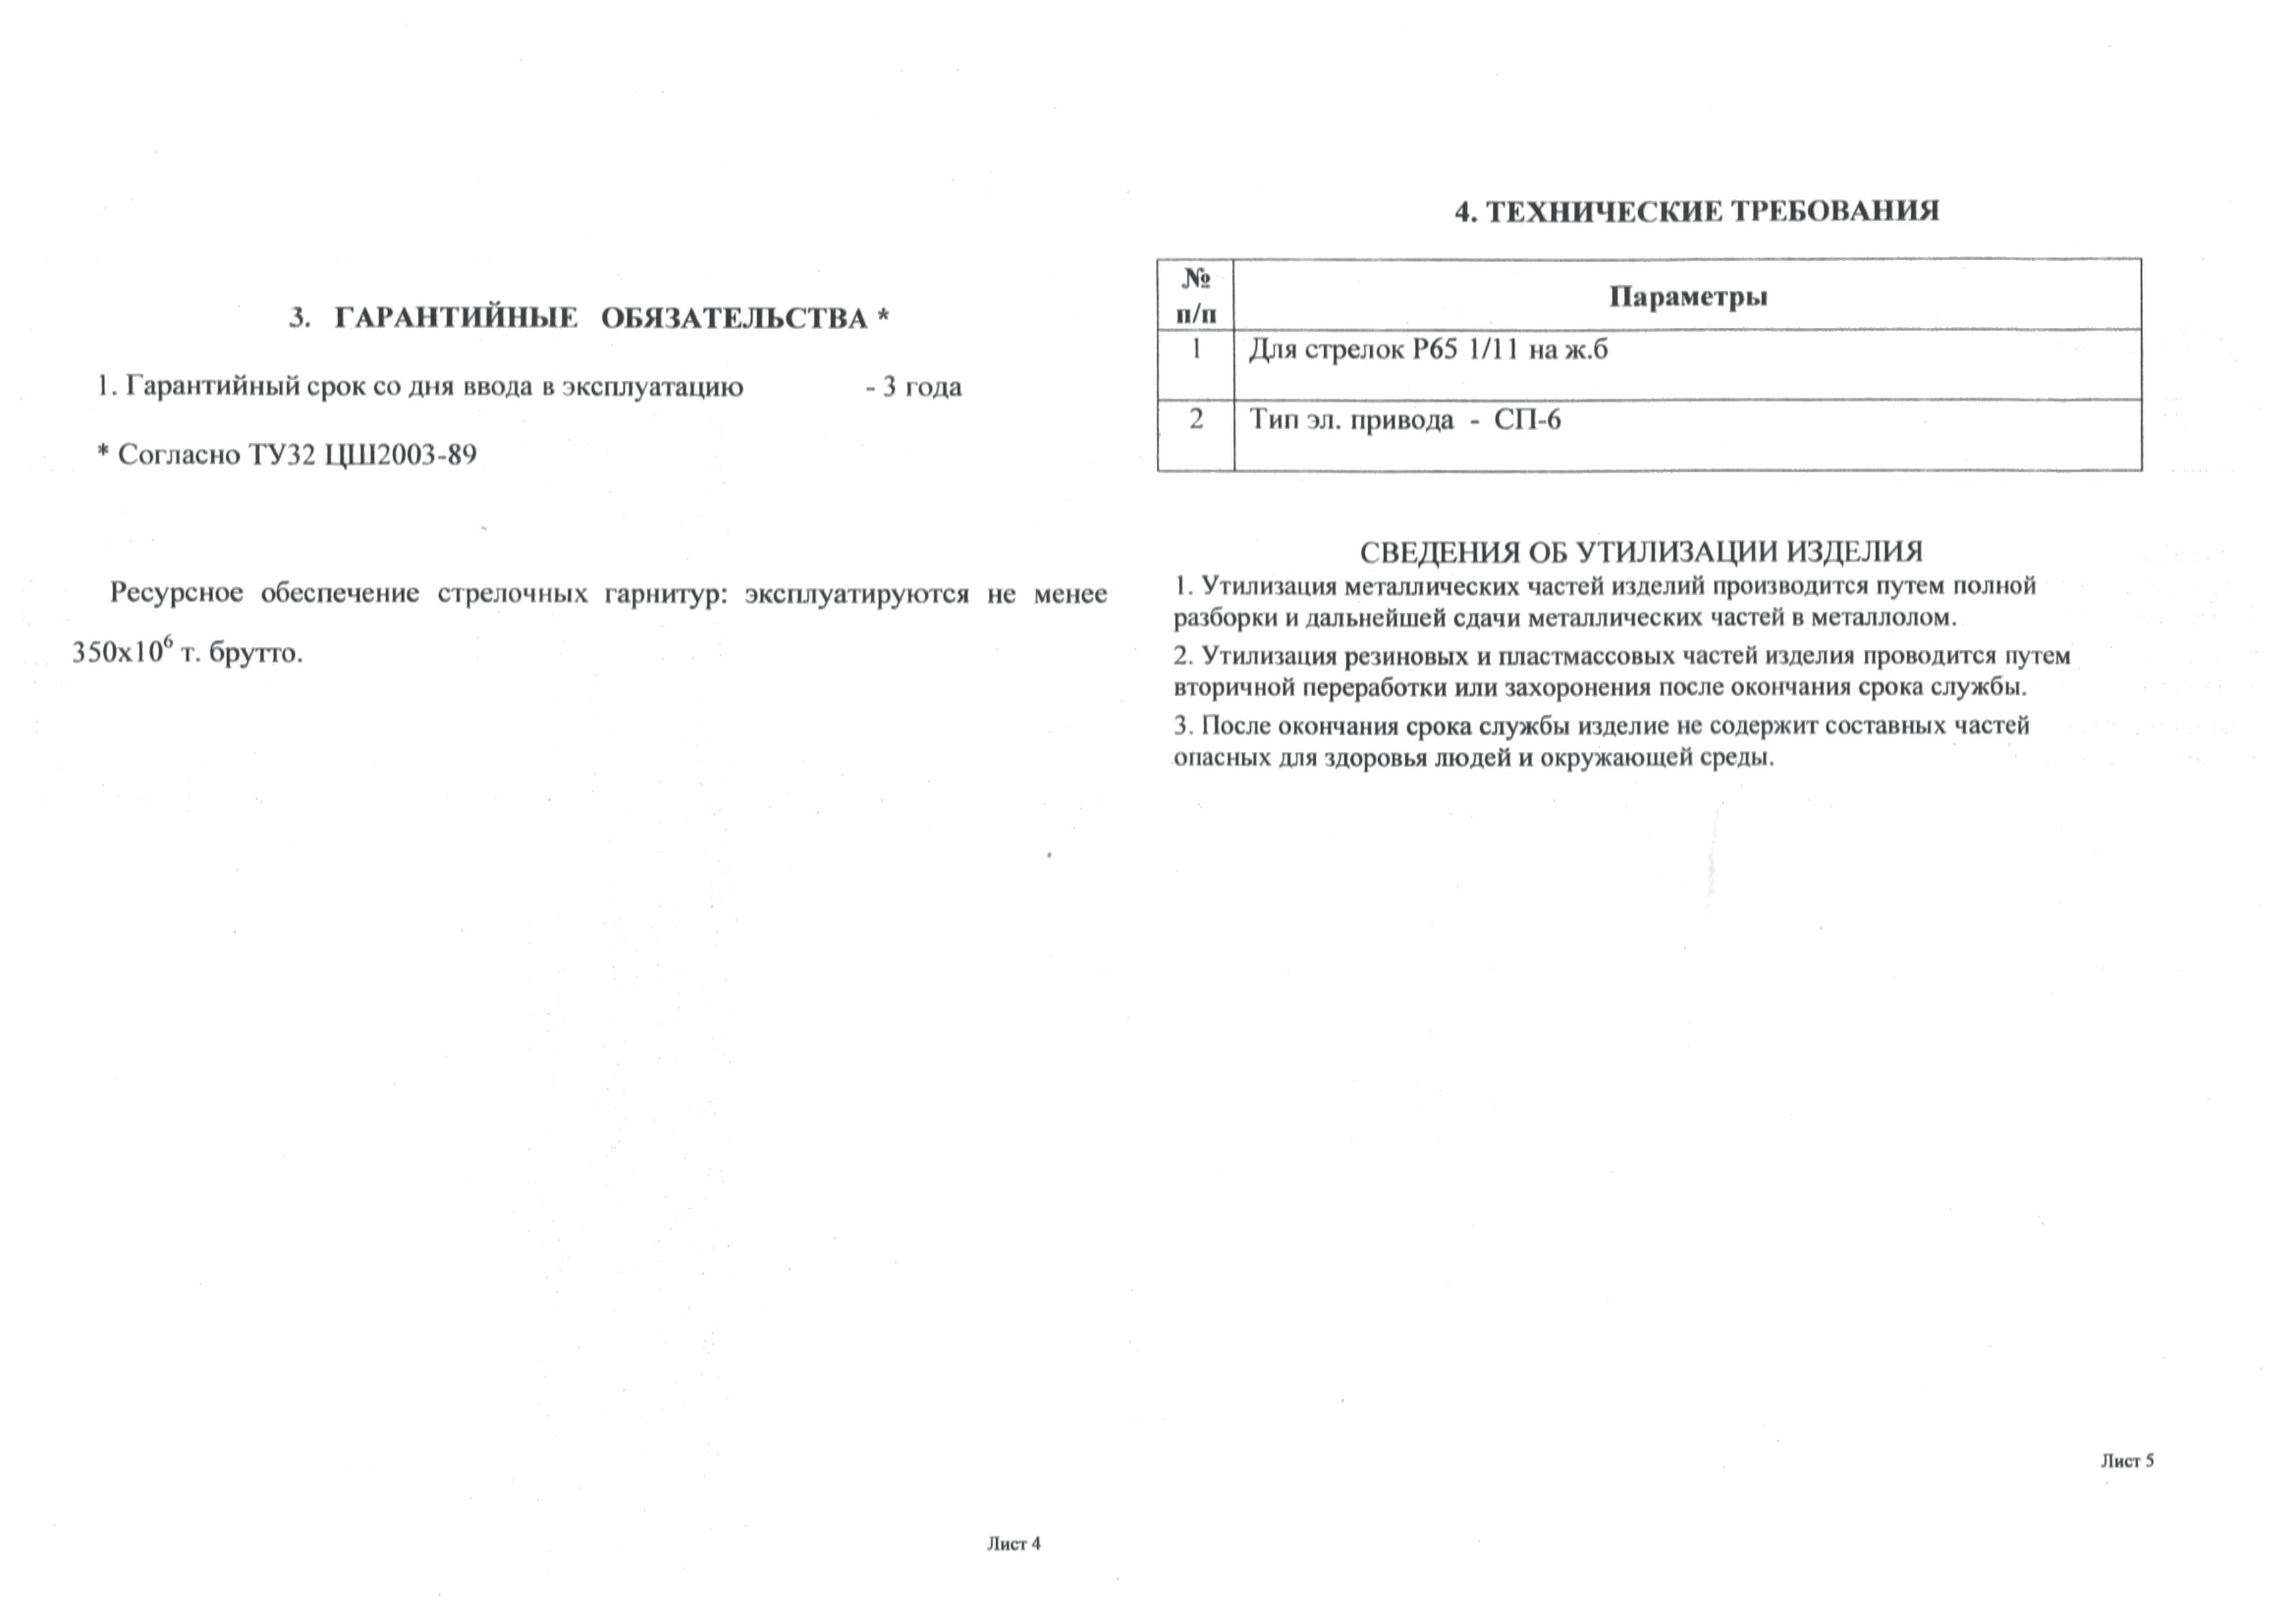 3. ГАРАНТИЙНЫЕ ОБЯЗАТЕЛЬСТВА *
1. Гарантийный срок со дня ввода в эксплуатацию - 3 года
* Согласно ТУ32 ЦШ2003-89
Ресурсное обеспечение стрелочных гарнитур: эксплуатируются не менее
350х10⁶ т. брутто.
Лист 4
4. ТЕХНИЧЕСКИЕ ТРЕБОВАНИЯ
№
п/п
Параметры
1 Для стрелок Р65 1/11 на ж.б
2 Тип эл. привода - СП-6
СВЕДЕНИЯ ОБ УТИЛИЗАЦИИ ИЗДЕЛИЯ
1. Утилизация металлических частей изделий производится путем полной
разборки и дальнейшей сдачи металлических частей в металлолом.
2. Утилизация резиновых и пластмассовых частей изделия проводится путем
вторичной переработки или захоронения после окончания срока службы.
3. После окончания срока службы изделие не содержит составных частей
опасных для здоровья людей и окружающей среды.
Лист 5